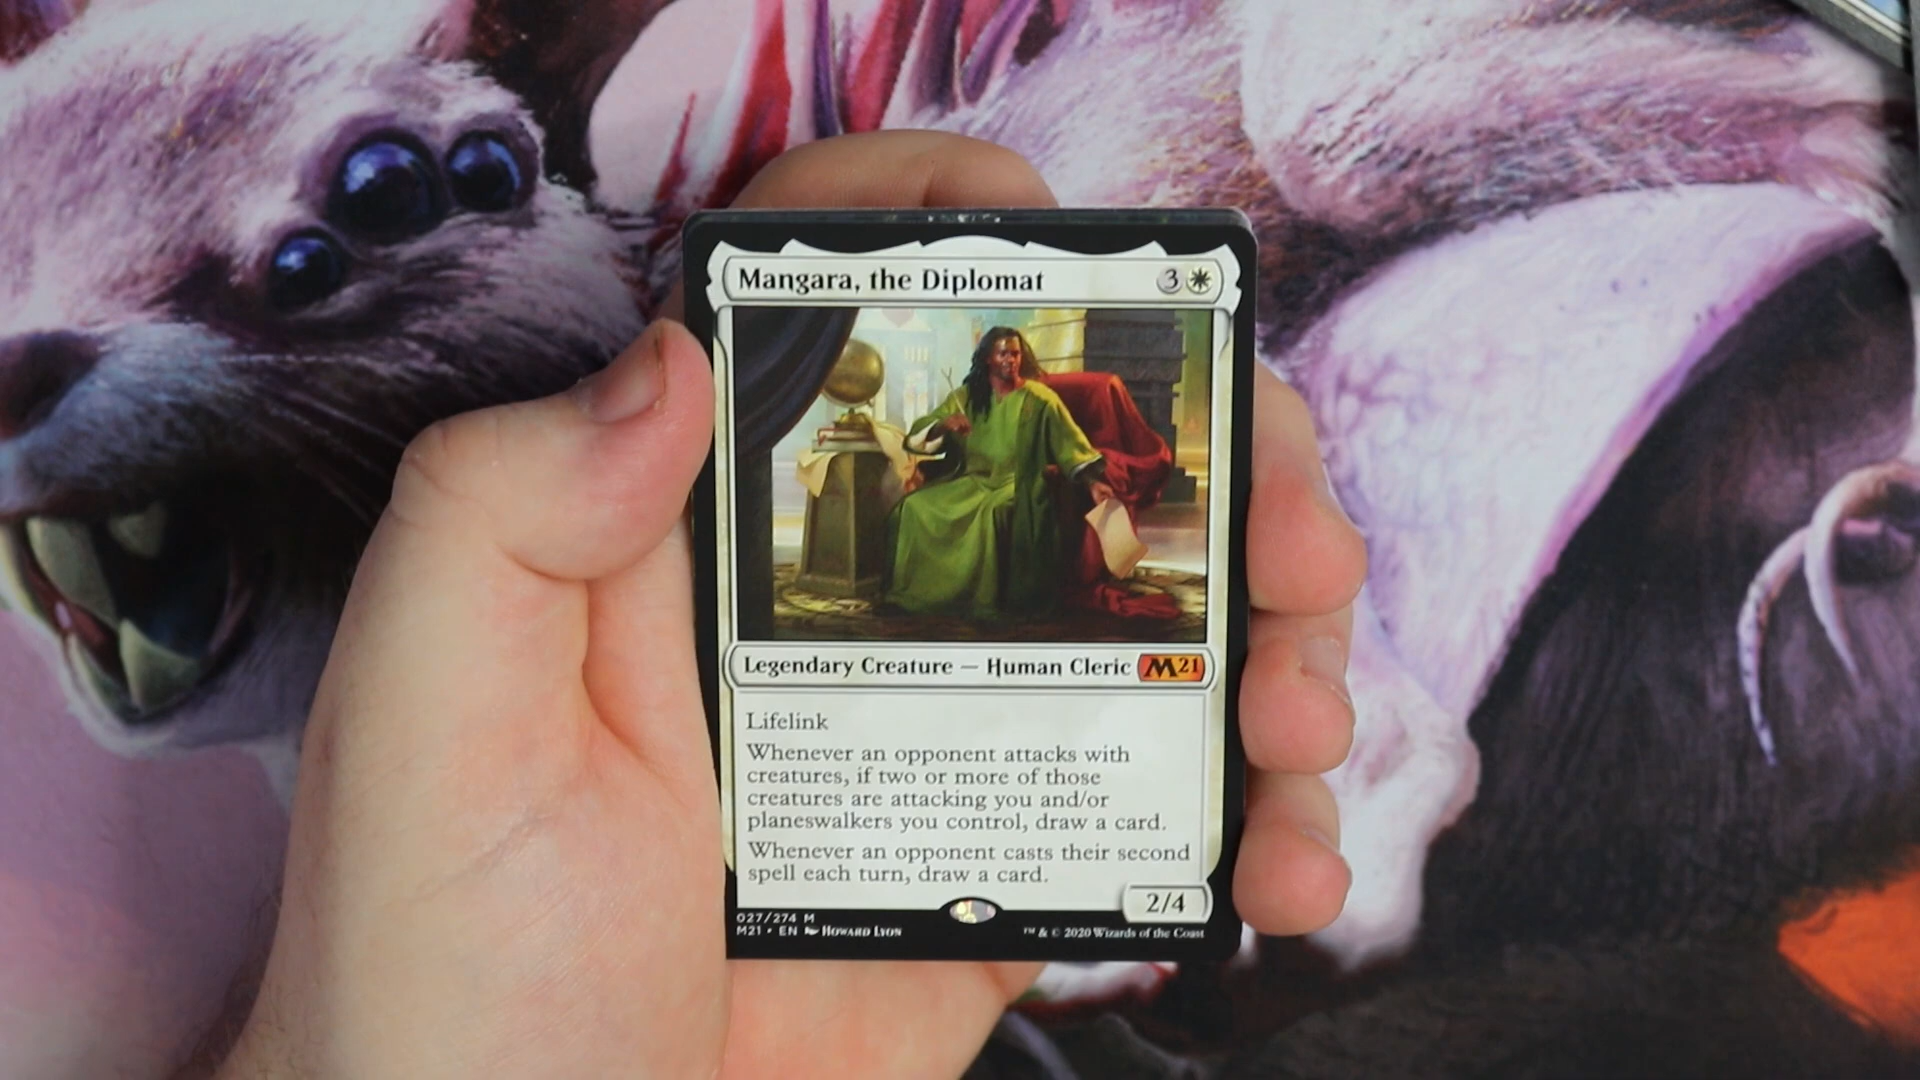 Mangara, the Diplomat 3
Legendary Creature — Human Cleric M21
Lifelink
Whenever an opponent attacks with
creatures, if two or more of those
creatures are attacking you and/or
planeswalkers you control, draw a card.
Whenever an opponent casts their second
spell each turn, draw a card.
2/4
027/274 M
M21 • EN Howard Lyon
™ & © 2020 Wizards of the Coast